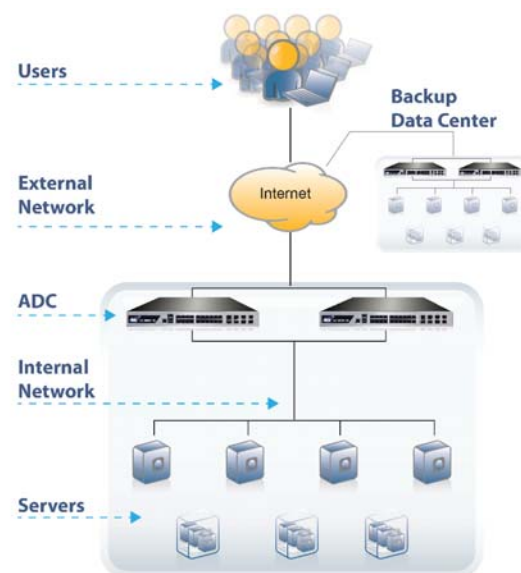 Users
Backup
Data Center
Internet
External
Network
ADC
Internal
Network
Servers